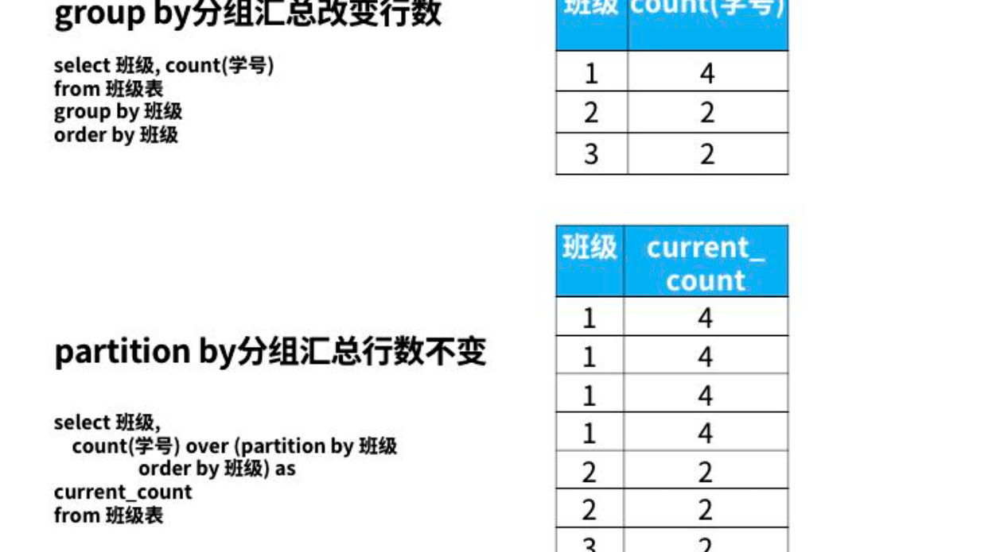 group by分组汇总改变行数
select 班级, count(学号)
from 班级表
group by 班级
order by 班级
班级 count(学号)
1 4
2 2
3 2
partition by分组汇总行数不变
select 班级,
count(学号) over (partition by 班级
order by 班级) as
current_count
from 班级表
班级 current_
count
1 4
1 4
1 4
1 4
2 2
2 2
3 2